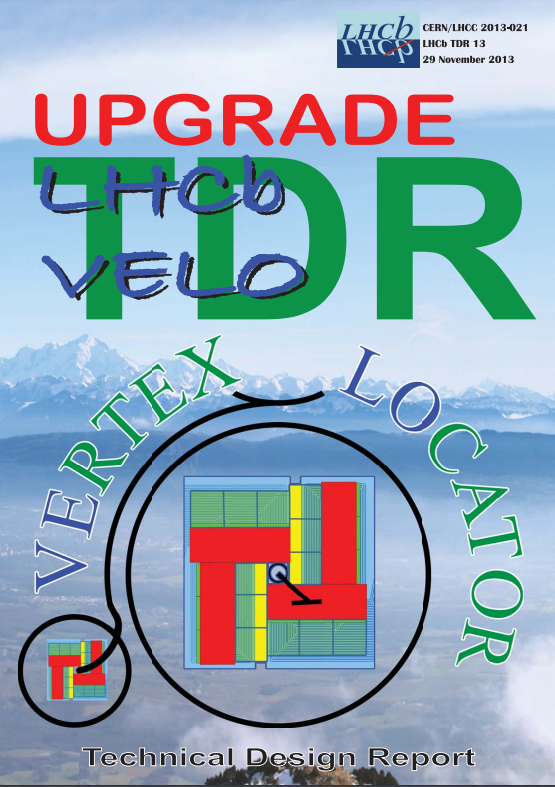 LHCb
LHCb
CERN/LHCC 2013-021
LHCb TDR 13
29 November 2013
UPGRADE
TDR
LHCb
VELO
VERTEX LOCATOR
Technical Design Report